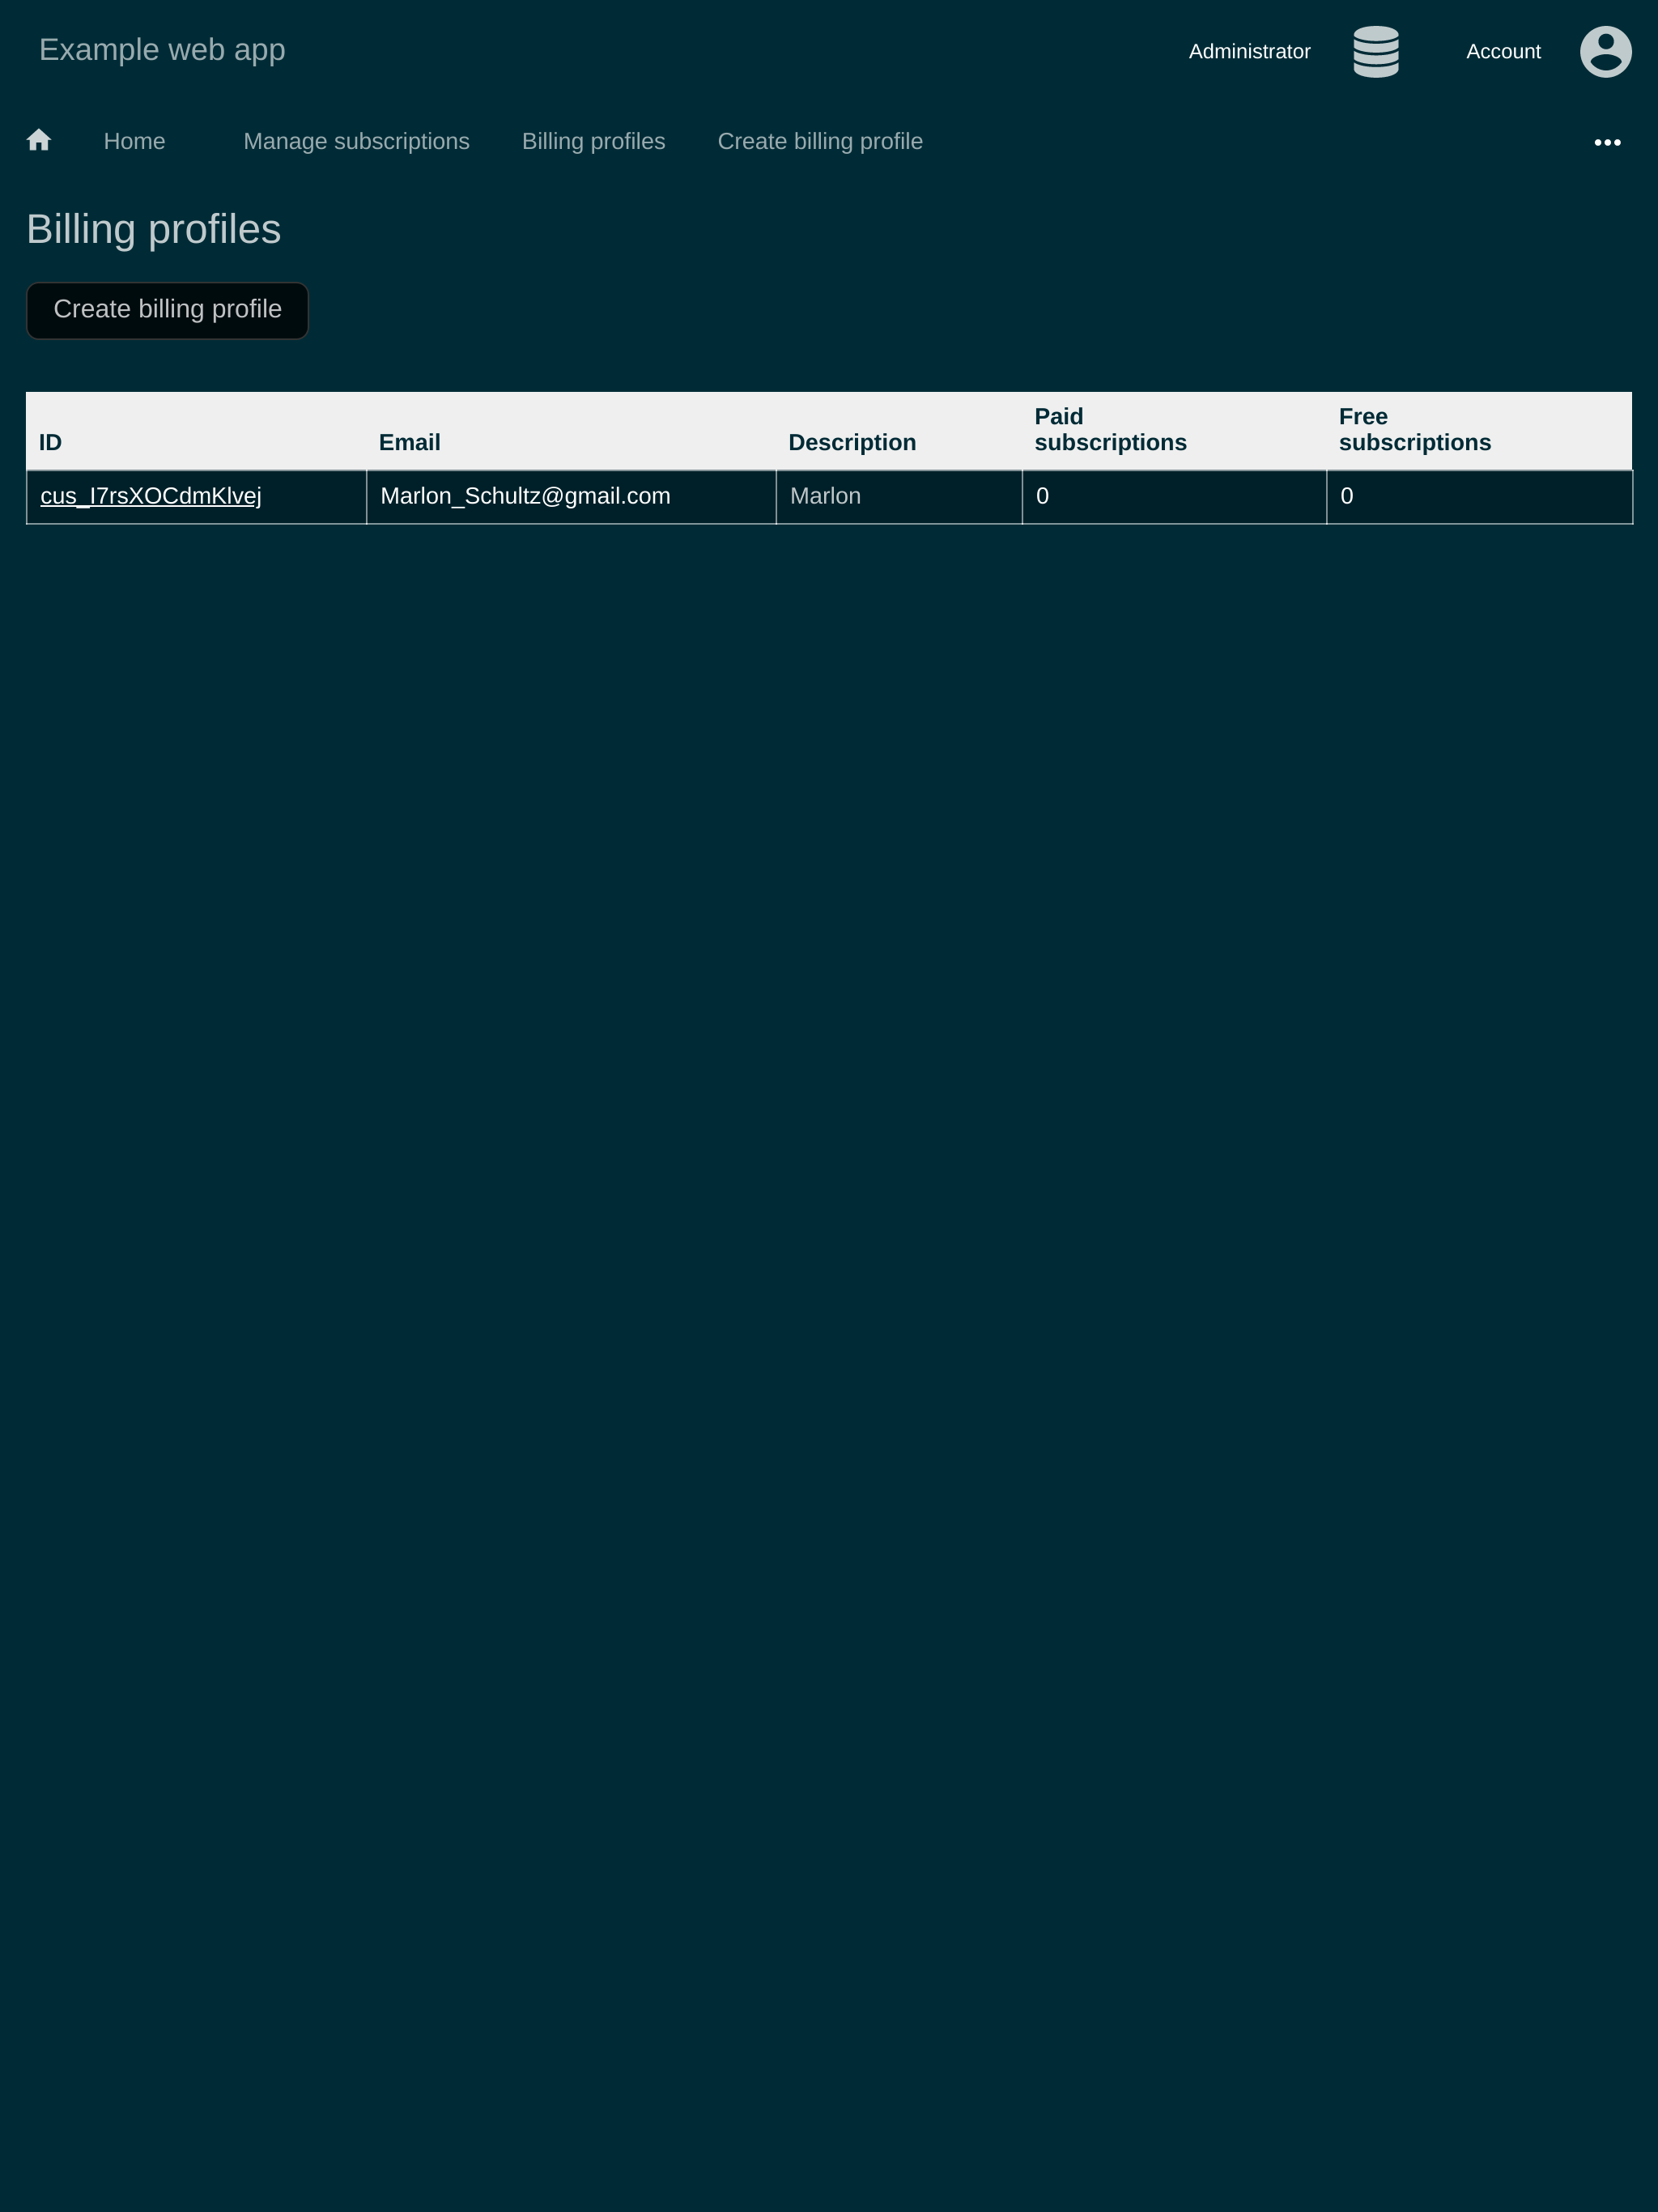 Example web app
Administrator
Account
Home
Manage subscriptions
Billing profiles
Create billing profile
Billing profiles
Create billing profile
ID
Email
Description
Paid
subscriptions
Free
subscriptions
cus_I7rsXOCdmKlvej
Marlon_Schultz@gmail.com
Marlon
0
0